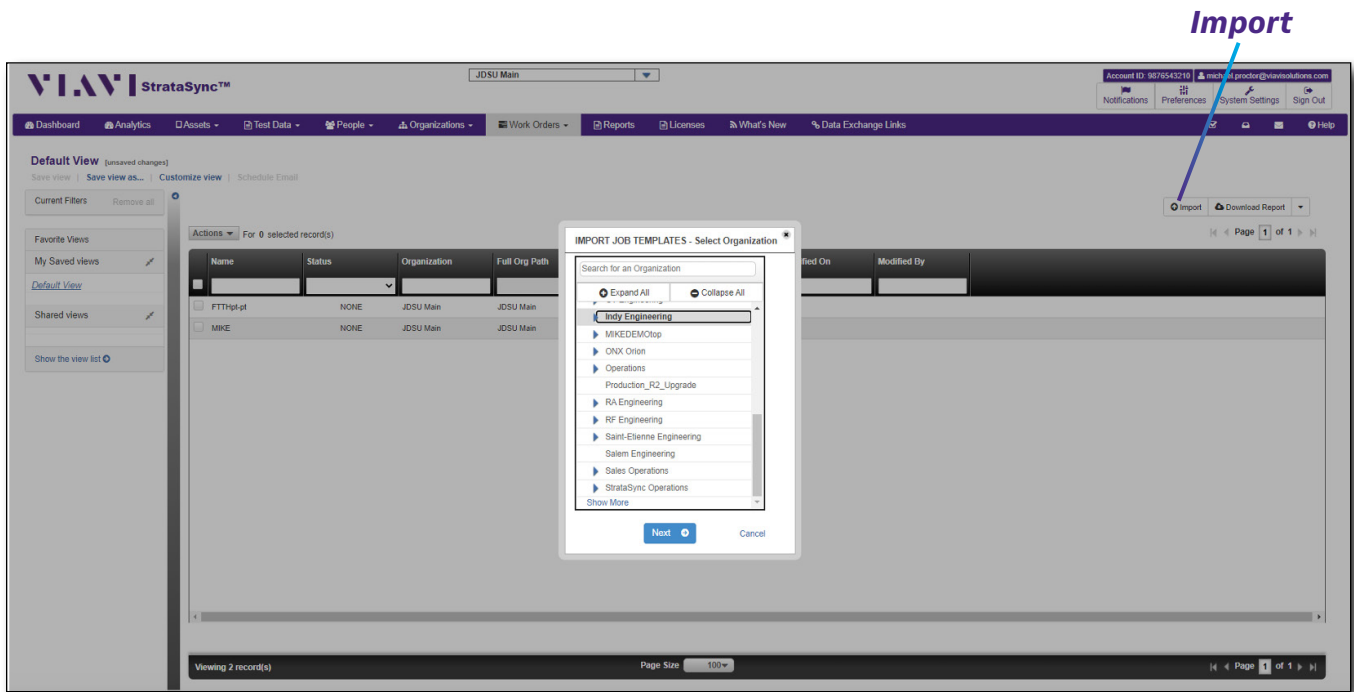 Import
VIAVI StrataSync™
JDSU Main
Account ID: 9876543210 michael.proctor@viavisolutions.com
Notifications Preferences System Settings Sign Out
Dashboard Analytics Assets Test Data People Organizations Work Orders Reports Licenses What's New Data Exchange Links Help
Default View [unsaved changes]
Save view | Save view as... | Customize view | Schedule Email
Current Filters Remove all
Import Download Report
Favorite Views
Actions For 0 selected record(s)
Page 1 of 1
My Saved views
Default View
Shared views
Show the view list
Name Status Organization Full Org Path fied On Modified By
FTTHpt-pt NONE JDSU Main JDSU Main
MIKE NONE JDSU Main JDSU Main
IMPORT JOB TEMPLATES - Select Organization
Search for an Organization
Expand All Collapse All
Indy Engineering
MIKEDEMOtop
ONX Orion
Operations
Production_R2_Upgrade
RA Engineering
RF Engineering
Saint-Etienne Engineering
Salem Engineering
Sales Operations
StrataSync Operations
Show More
Next Cancel
Viewing 2 record(s) Page Size 100 Page 1 of 1